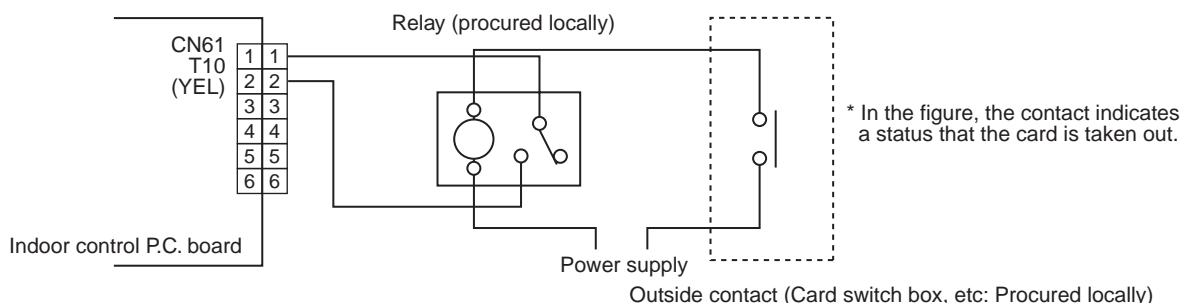 Relay (procured locally)
CN61
T10
(YEL)
1 1
2 2
3 3
4 4
5 5
6 6
* In the figure, the contact indicates
a status that the card is taken out.
Indoor control P.C. board
Power supply
Outside contact (Card switch box, etc: Procured locally)